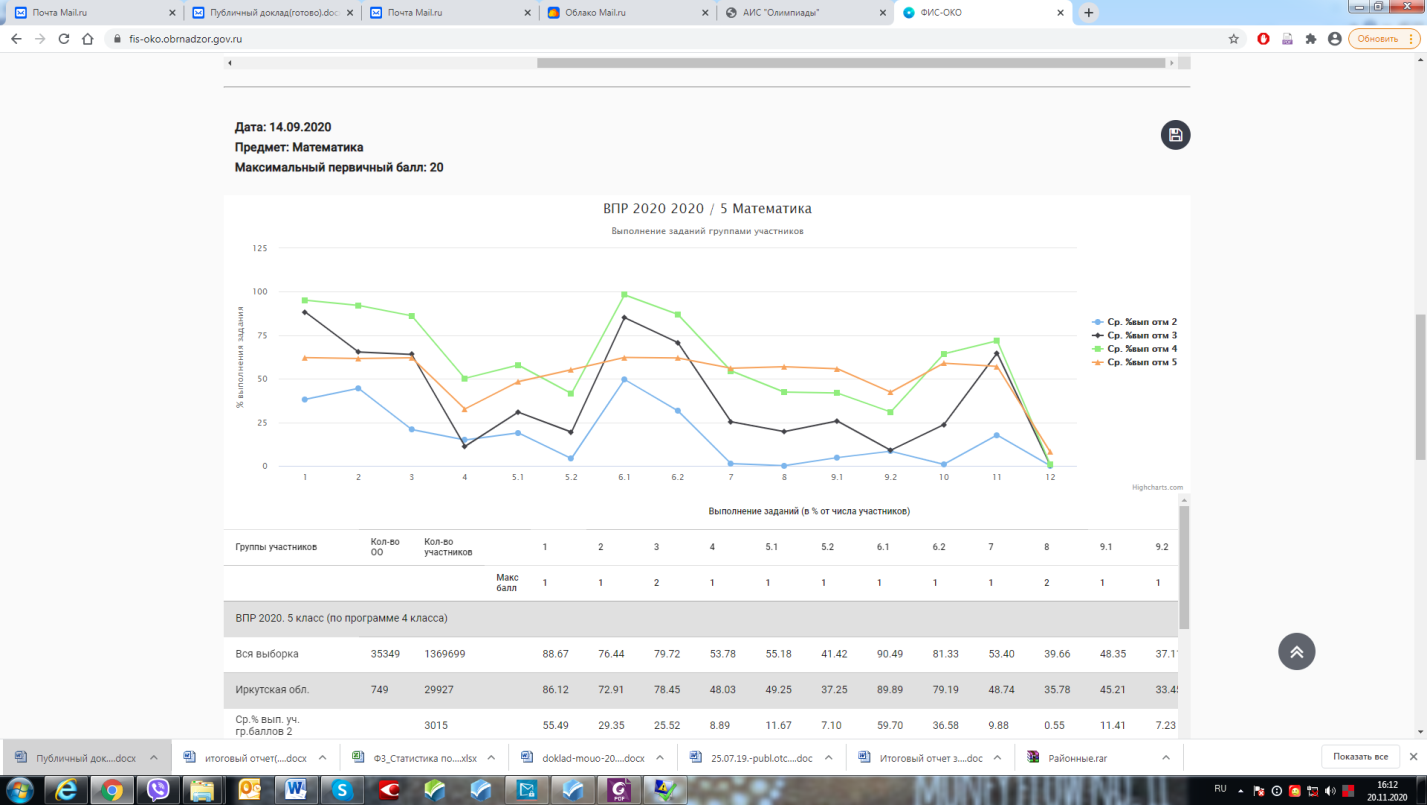 Почта Mail.ru
Публичный доклад(готово).doc
Почта Mail.ru
Облако Mail.ru
АИС "Олимпиады"
ФИС-ОКО
fis-oko.obrnadzor.gov.ru
Обновить
Дата: 14.09.2020
Предмет: Математика
Максимальный первичный балл: 20
ВПР 2020 2020 / 5 Математика
Выполнение заданий группами участников
% выполнения задания
125
100
75
50
25
0
1 2 3 4 5.1 5.2 6.1 6.2 7 8 9.1 9.2 10 11 12
Ср. %вып отм 2
Ср. %вып отм 3
Ср. %вып отм 4
Ср. %вып отм 5
Highcharts.com
Выполнение заданий (в % от числа участников)
Группы участников Кол-во ОО Кол-во участников 1 2 3 4 5.1 5.2 6.1 6.2 7 8 9.1 9.2
Макс балл 1 1 2 1 1 1 1 1 1 2 1 1
ВПР 2020. 5 класс (по программе 4 класса)
Вся выборка 35349 1369699 88.67 76.44 79.72 53.78 55.18 41.42 90.49 81.33 53.40 39.66 48.35 37.1
Иркутская обл. 749 29927 86.12 72.91 78.45 48.03 49.25 37.25 89.89 79.19 48.74 35.78 45.21 33.45
Ср.% вып. уч. гр.баллов 2 3015 55.49 29.35 25.52 8.89 11.67 7.10 59.70 36.58 9.88 0.55 11.41 7.23
Публичный док....docx
итоговый отчет(....docx
ФЗ_Статистика по....xlsx
doklad-mouo-20....docx
25.07.19.-publ.otc....doc
Итоговый отчет з....doc
Районные.rar
Показать все
RU
16:12
20.11.2020